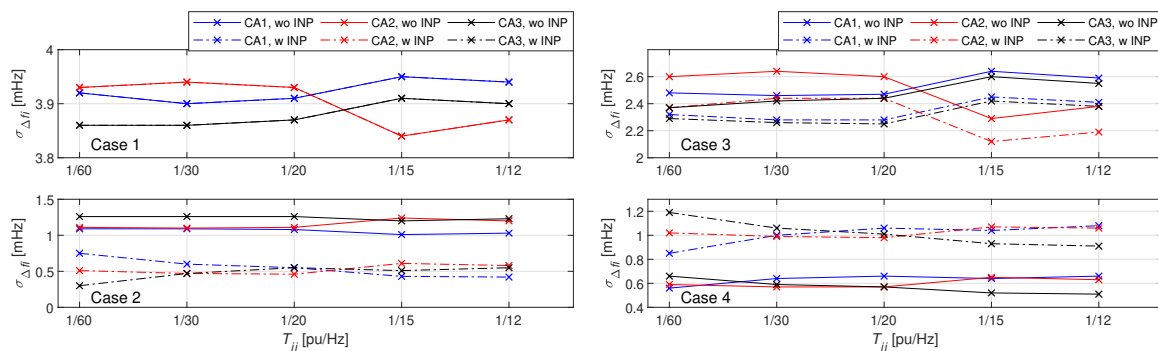 CA1, wo INP CA2, wo INP CA3, wo INP
CA1, w INP CA2, w INP CA3, w INP
4
3.9
3.8
σΔfi [mHz]
Case 1
1/60 1/30 1/20 1/15 1/12
1.5
1
0.5
0
σΔfi [mHz]
Case 2
1/60 1/30 1/20 1/15 1/12
Tij [pu/Hz]
CA1, wo INP CA2, wo INP CA3, wo INP
CA1, w INP CA2, w INP CA3, w INP
2.6
2.4
2.2
2
σΔfi [mHz]
Case 3
1/60 1/30 1/20 1/15 1/12
1.2
1
0.8
0.6
0.4
σΔfi [mHz]
Case 4
1/60 1/30 1/20 1/15 1/12
Tij [pu/Hz]